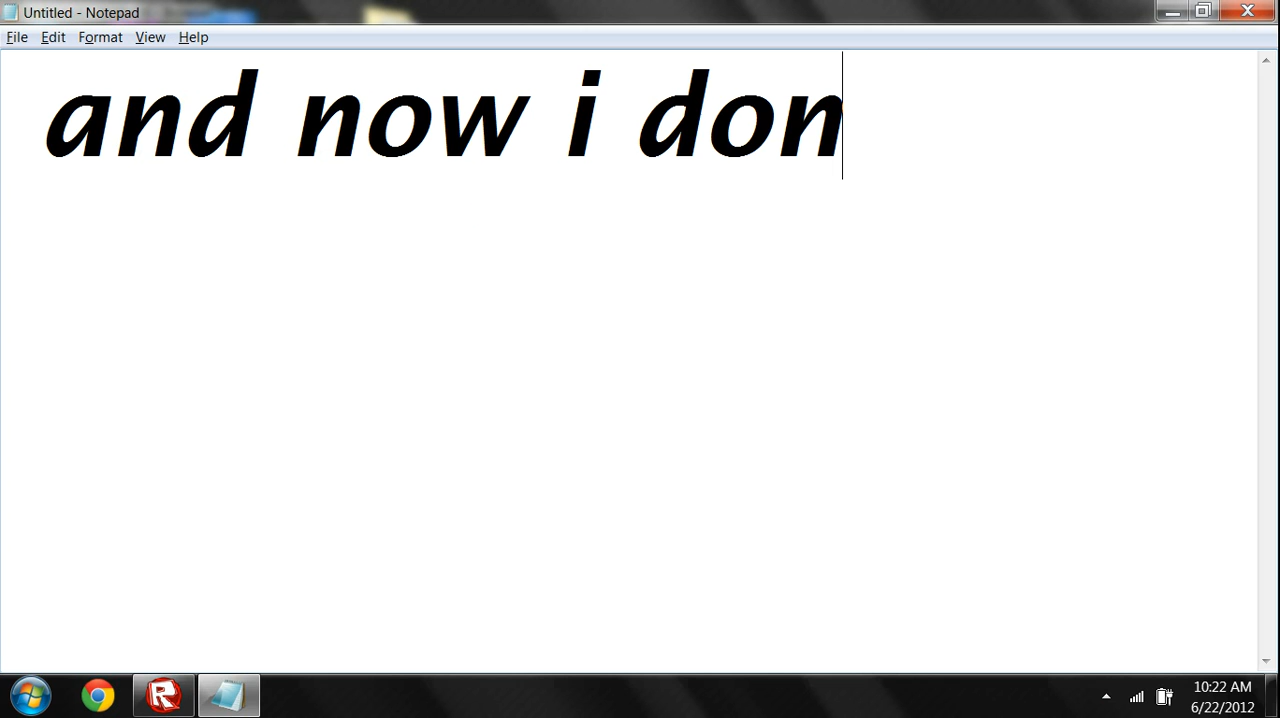 Untitled - Notepad
File Edit Format View Help
and now i don
10:22 AM
6/22/2012